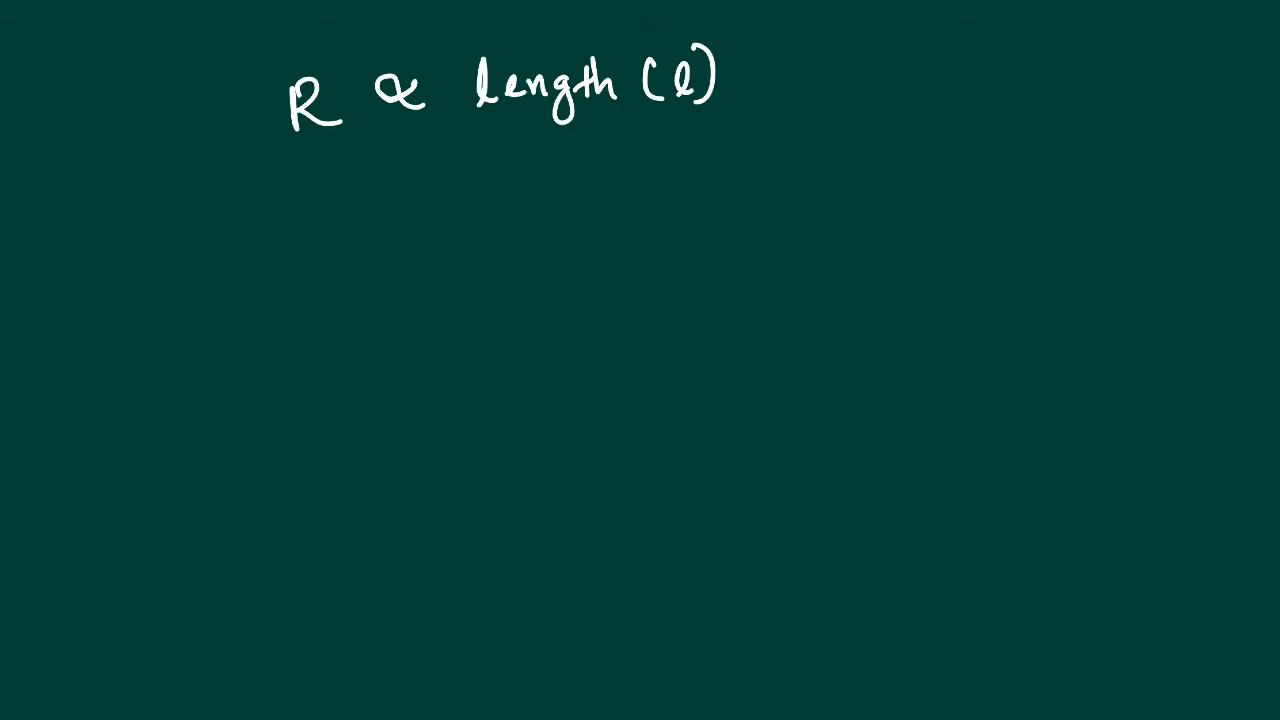 R ∝ length (l)